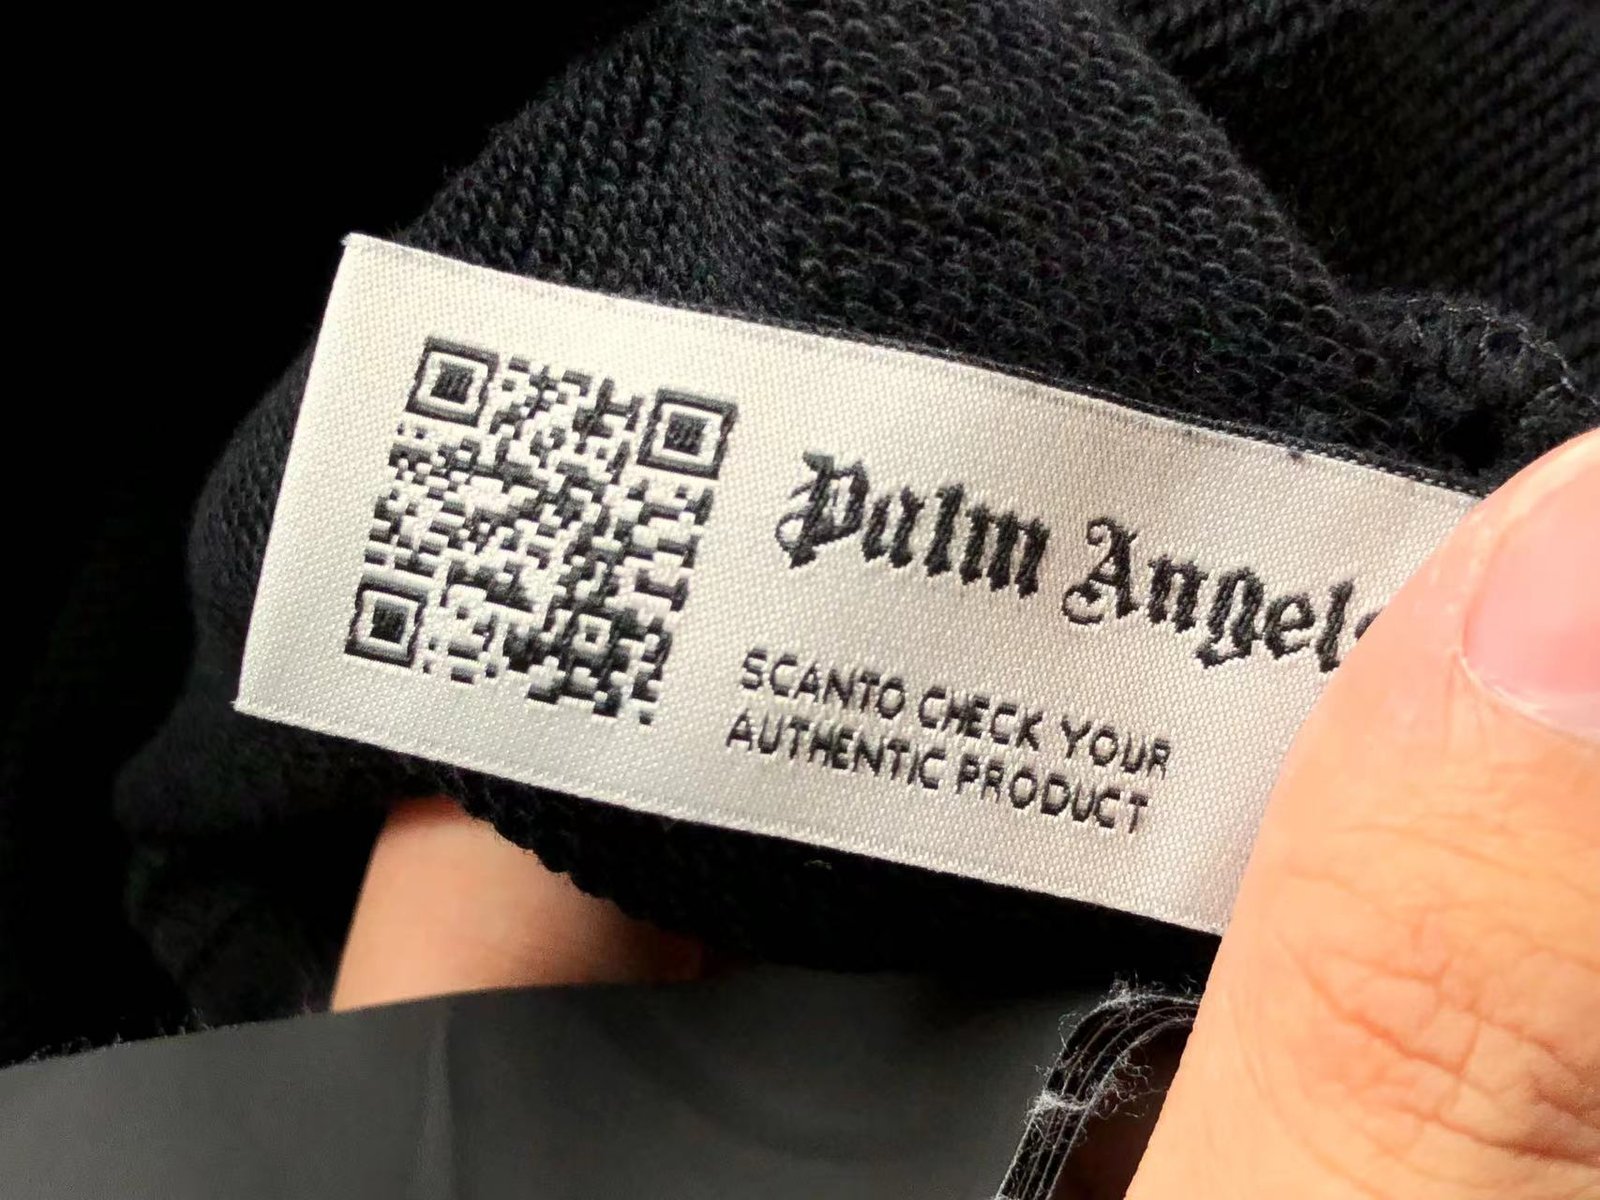 Palm Angels
SCANTO CHECK YOUR
AUTHENTIC PRODUCT